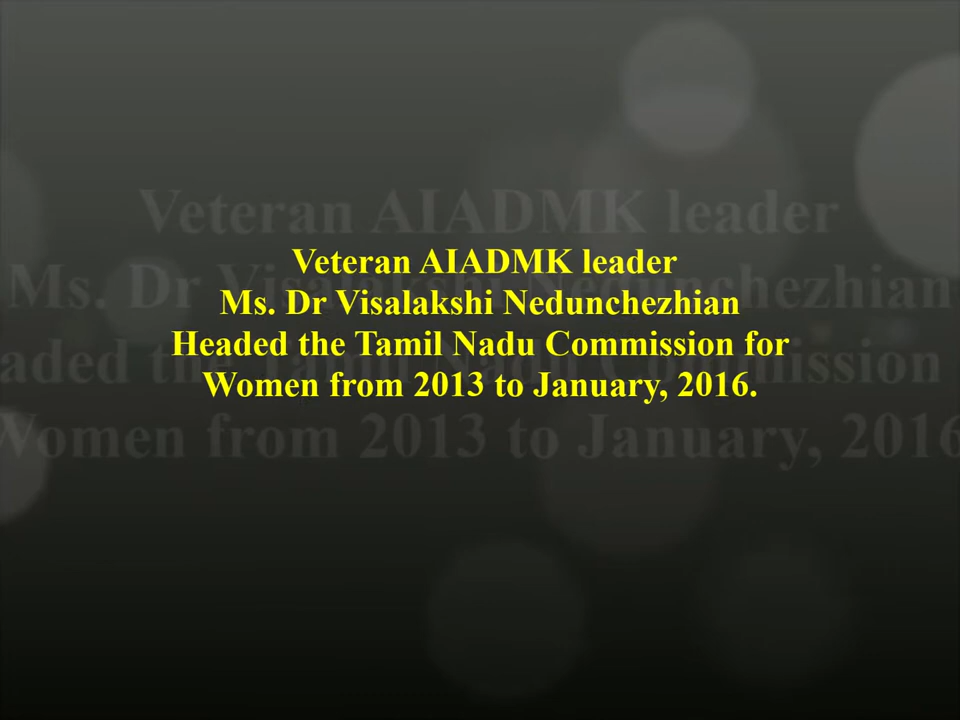 Veteran AIADMK leader
Ms. Dr Visalakshi Nedunchezhian
Headed the Tamil Nadu Commission for
Women from 2013 to January, 2016.